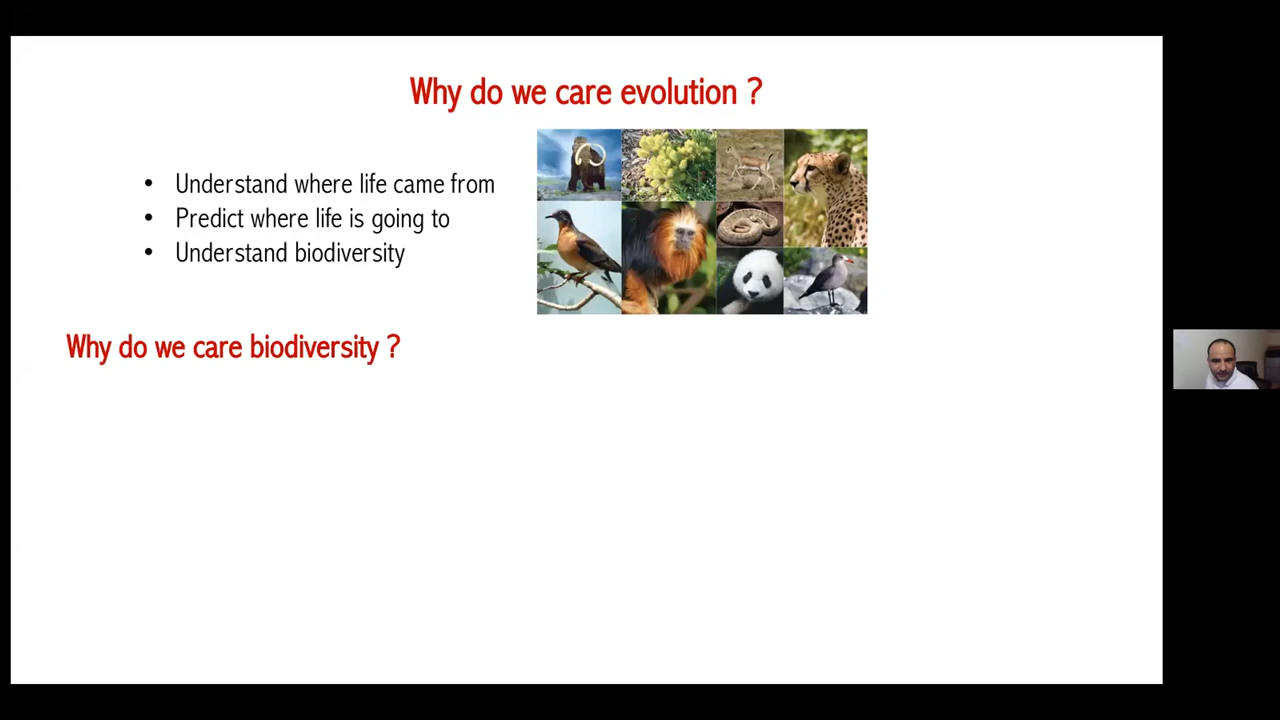 Why do we care evolution ?
• Understand where life came from
• Predict where life is going to
• Understand biodiversity
Why do we care biodiversity ?